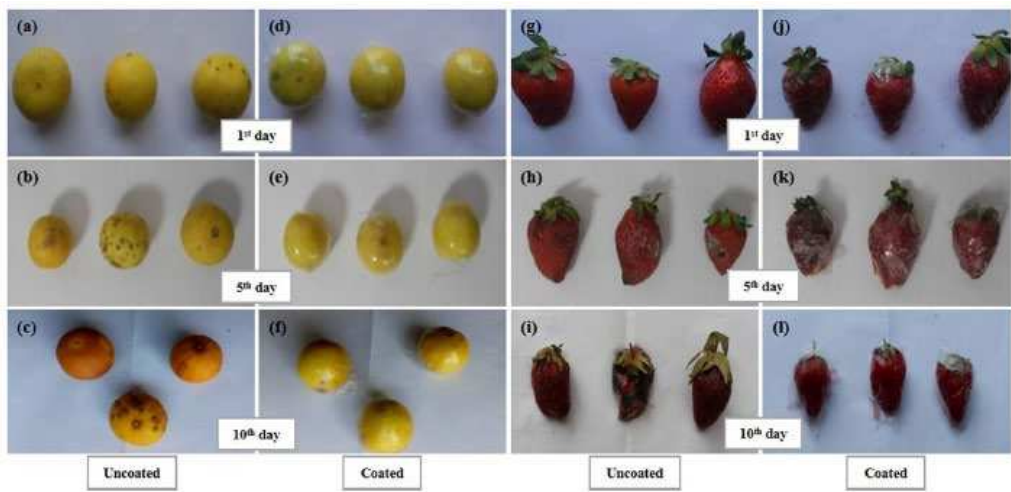 (a) (d) (g) (j)
1st day 1st day
(b) (e) (h) (k)
5th day 5th day
(c) (f) (i) (l)
10th day 10th day
Uncoated Coated Uncoated Coated